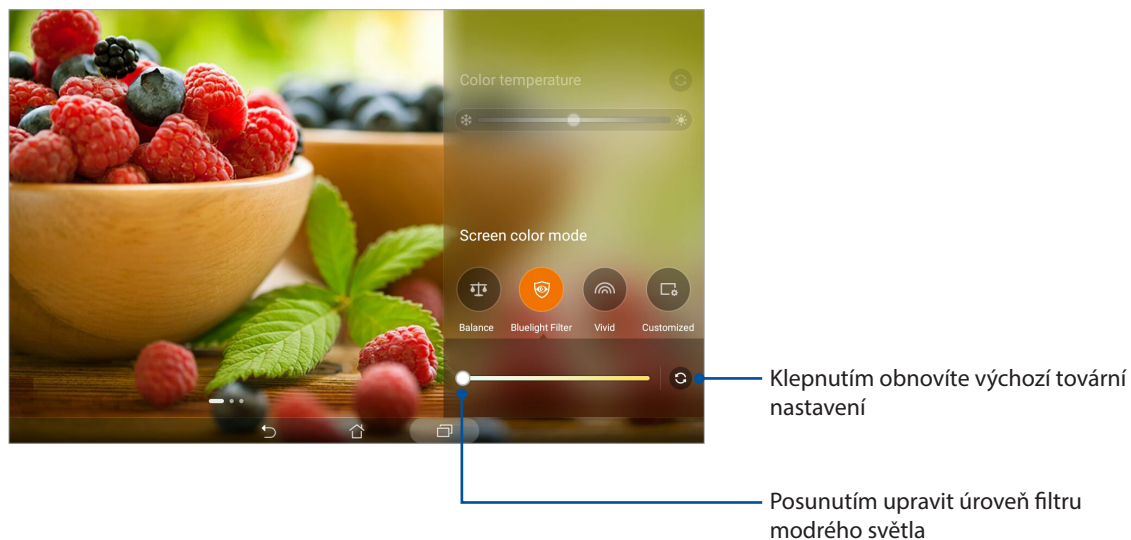 Color temperature
Screen color mode
Balance Bluelight Filter Vivid Customized
Klepnutím obnovíte výchozí tovární
nastavení
Posunutím upravit úroveň filtru
modrého světla